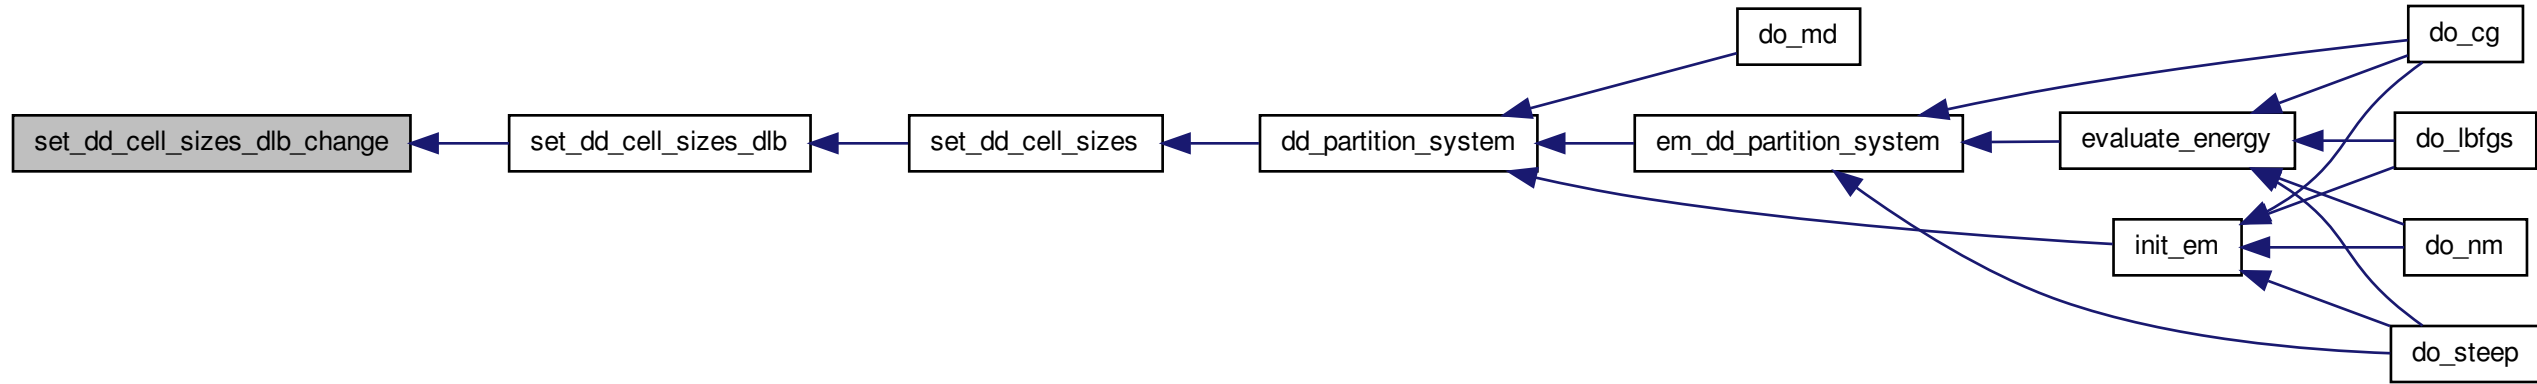 set_dd_cell_sizes_dlb_change
set_dd_cell_sizes_dlb
set_dd_cell_sizes
dd_partition_system
do_md
em_dd_partition_system
evaluate_energy
init_em
do_cg
do_lbfgs
do_nm
do_steep